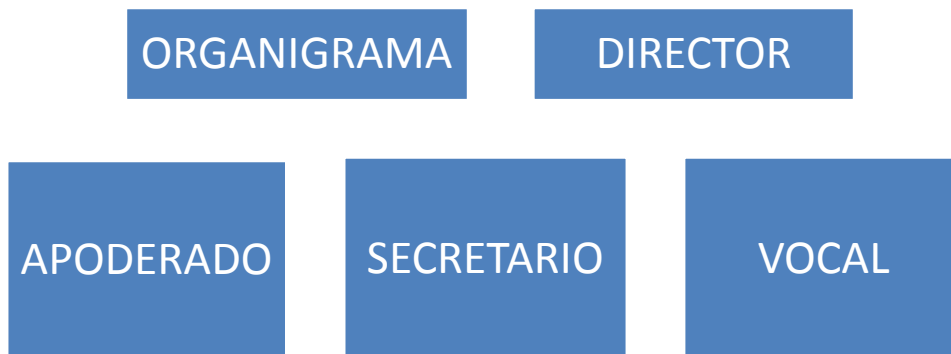 ORGANIGRAMA
DIRECTOR
APODERADO
SECRETARIO
VOCAL